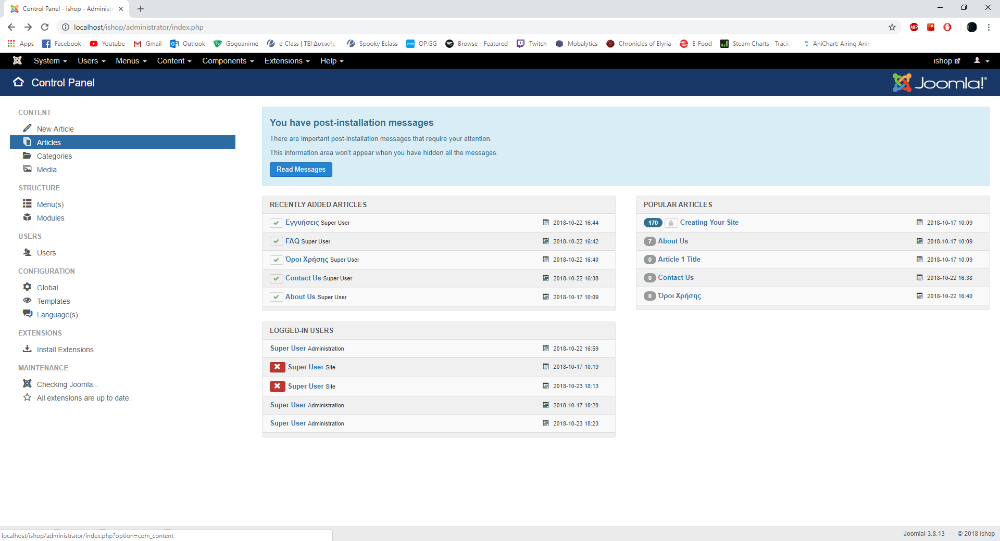 Control Panel - ishop - Administr
localhost/ishop/administrator/index.php
Apps Facebook Youtube Gmail Outlook Gogoanime e-Class | ΤΕΙ Δυτικής Spooky Eclass OP.GG Browse - Featured Twitch Mobalytics Chronicles of Elyria E-Food Steam Charts - Tracki AniChart: Airing Anim
System Users Menus Content Components Extensions Help ishop
Control Panel Joomla!®
CONTENT
New Article
Articles
Categories
Media
STRUCTURE
Menu(s)
Modules
USERS
Users
CONFIGURATION
Global
Templates
Language(s)
EXTENSIONS
Install Extensions
MAINTENANCE
Checking Joomla...
All extensions are up to date.
You have post-installation messages
There are important post-installation messages that require your attention.
This information area won't appear when you have hidden all the messages.
Read Messages
RECENTLY ADDED ARTICLES
Εγγυήσεις Super User 2018-10-22 16:44
FAQ Super User 2018-10-22 16:42
Όροι Χρήσης Super User 2018-10-22 16:40
Contact Us Super User 2018-10-22 16:38
About Us Super User 2018-10-17 10:09
POPULAR ARTICLES
170 Creating Your Site 2018-10-17 10:09
7 About Us 2018-10-17 10:09
0 Article 1 Title 2018-10-17 10:09
0 Contact Us 2018-10-22 16:38
0 Όροι Χρήσης 2018-10-22 16:40
LOGGED-IN USERS
Super User Administration 2018-10-22 16:59
Super User Site 2018-10-17 10:19
Super User Site 2018-10-23 18:13
Super User Administration 2018-10-17 10:20
Super User Administration 2018-10-23 18:23
localhost/ishop/administrator/index.php?option=com_content
Joomla! 3.8.13 — © 2018 ishop